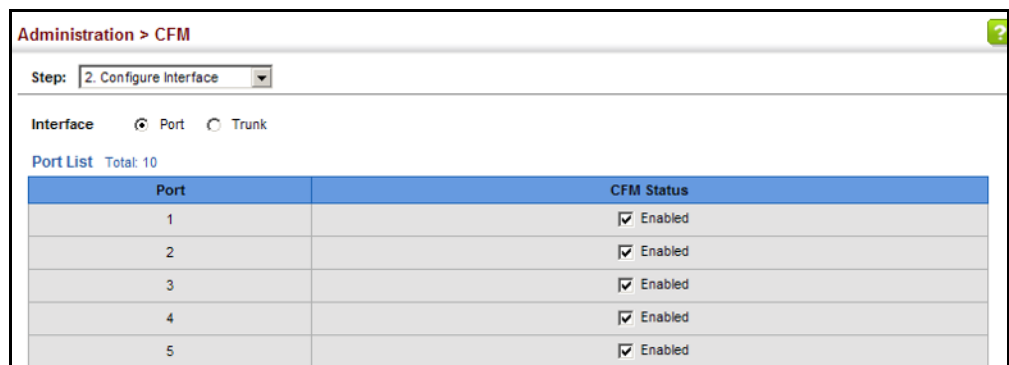 Administration > CFM
?
Step: 2. Configure Interface
Interface Port Trunk
Port List Total: 10
Port CFM Status
1 Enabled
2 Enabled
3 Enabled
4 Enabled
5 Enabled